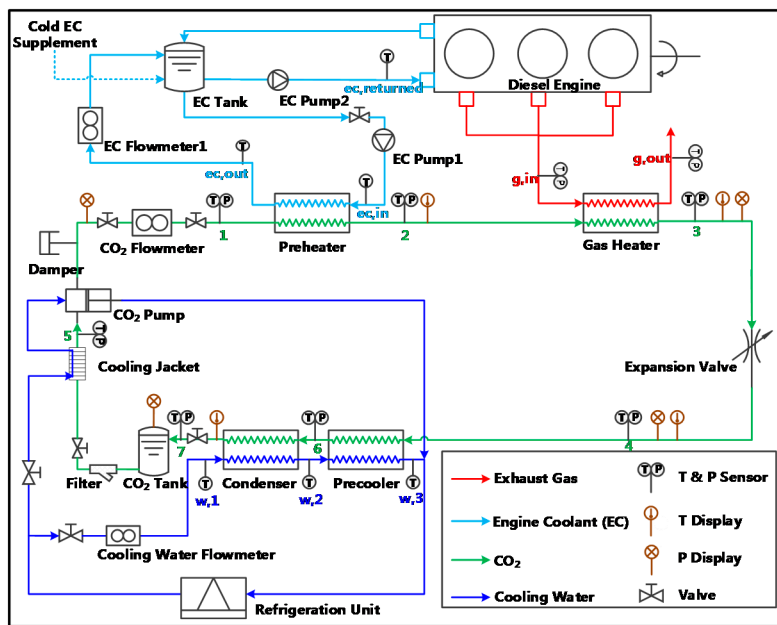 Cold EC
Supplement
EC Tank
EC Pump2
T
ec,returned
Diesel Engine
EC Flowmeter1
T
ec,out
EC Pump1
T
ec,in
g,in
T P
g,out
T P
T P
CO₂ Flowmeter
1
Preheater
T P
2
Gas Heater
T P
3
Damper
CO₂ Pump
5
T P
Cooling Jacket
Expansion Valve
T P
7
T P
6
T P
4
Filter
CO₂ Tank
Condenser
Precooler
w,1
T
w,2
T
w,3
T
Cooling Water Flowmeter
Refrigeration Unit
Exhaust Gas
T P
T & P Sensor
Engine Coolant (EC)
T Display
CO₂
P Display
Cooling Water
Valve